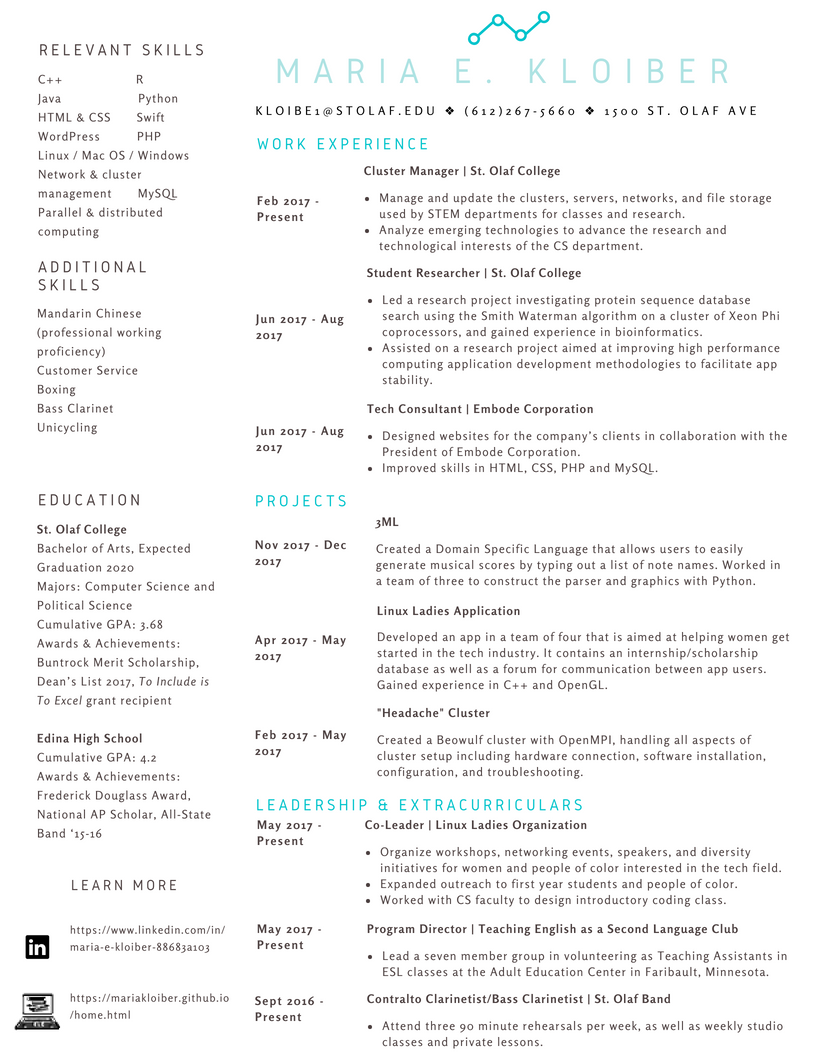 RELEVANT SKILLS
C++ R
Java Python
HTML & CSS Swift
WordPress PHP
Linux / Mac OS / Windows
Network & cluster
management MySQL
Parallel & distributed
computing
ADDITIONAL
SKILLS
Mandarin Chinese
(professional working
proficiency)
Customer Service
Boxing
Bass Clarinet
Unicycling
EDUCATION
St. Olaf College
Bachelor of Arts, Expected
Graduation 2020
Majors: Computer Science and
Political Science
Cumulative GPA: 3.68
Awards & Achievements:
Buntrock Merit Scholarship,
Dean's List 2017, To Include is
To Excel grant recipient
Edina High School
Cumulative GPA: 4.2
Awards & Achievements:
Frederick Douglass Award,
National AP Scholar, All-State
Band ‘15-16
LEARN MORE
in
https://www.linkedin.com/in/
maria-e-kloiber-886832103
https://mariakloiber.github.io
/home.html
MARIA E. KLOIBER
KLOIBE1@STOLAF.EDU ❖ (612)267-5660 ❖ 1500 ST. OLAF AVE
WORK EXPERIENCE
Cluster Manager | St. Olaf College
Feb 2017 -
Present
• Manage and update the clusters, servers, networks, and file storage
used by STEM departments for classes and research.
• Analyze emerging technologies to advance the research and
technological interests of the CS department.
Student Researcher | St. Olaf College
Jun 2017 - Aug
2017
• Led a research project investigating protein sequence database
search using the Smith Waterman algorithm on a cluster of Xeon Phi
coprocessors, and gained experience in bioinformatics.
• Assisted on a research project aimed at improving high performance
computing application development methodologies to facilitate app
stability.
Tech Consultant | Embode Corporation
Jun 2017 - Aug
2017
• Designed websites for the company's clients in collaboration with the
President of Embode Corporation.
• Improved skills in HTML, CSS, PHP and MySQL.
PROJECTS
3ML
Nov 2017 - Dec
2017
Created a Domain Specific Language that allows users to easily
generate musical scores by typing out a list of note names. Worked in
a team of three to construct the parser and graphics with Python.
Linux Ladies Application
Apr 2017 - May
2017
Developed an app in a team of four that is aimed at helping women get
started in the tech industry. It contains an internship/scholarship
database as well as a forum for communication between app users.
Gained experience in C++ and OpenGL.
"Headache" Cluster
Feb 2017 - May
2017
Created a Beowulf cluster with OpenMPI, handling all aspects of
cluster setup including hardware connection, software installation,
configuration, and troubleshooting.
LEADERSHIP & EXTRACURRICULARS
May 2017 -
Present
Co-Leader | Linux Ladies Organization
• Organize workshops, networking events, speakers, and diversity
initiatives for women and people of color interested in the tech field.
• Expanded outreach to first year students and people of color.
• Worked with CS faculty to design introductory coding class.
May 2017 -
Present
Program Director | Teaching English as a Second Language Club
• Lead a seven member group in volunteering as Teaching Assistants in
ESL classes at the Adult Education Center in Faribault, Minnesota.
Sept 2016 -
Present
Contralto Clarinetist/Bass Clarinetist | St. Olaf Band
• Attend three 90 minute rehearsals per week, as well as weekly studio
classes and private lessons.